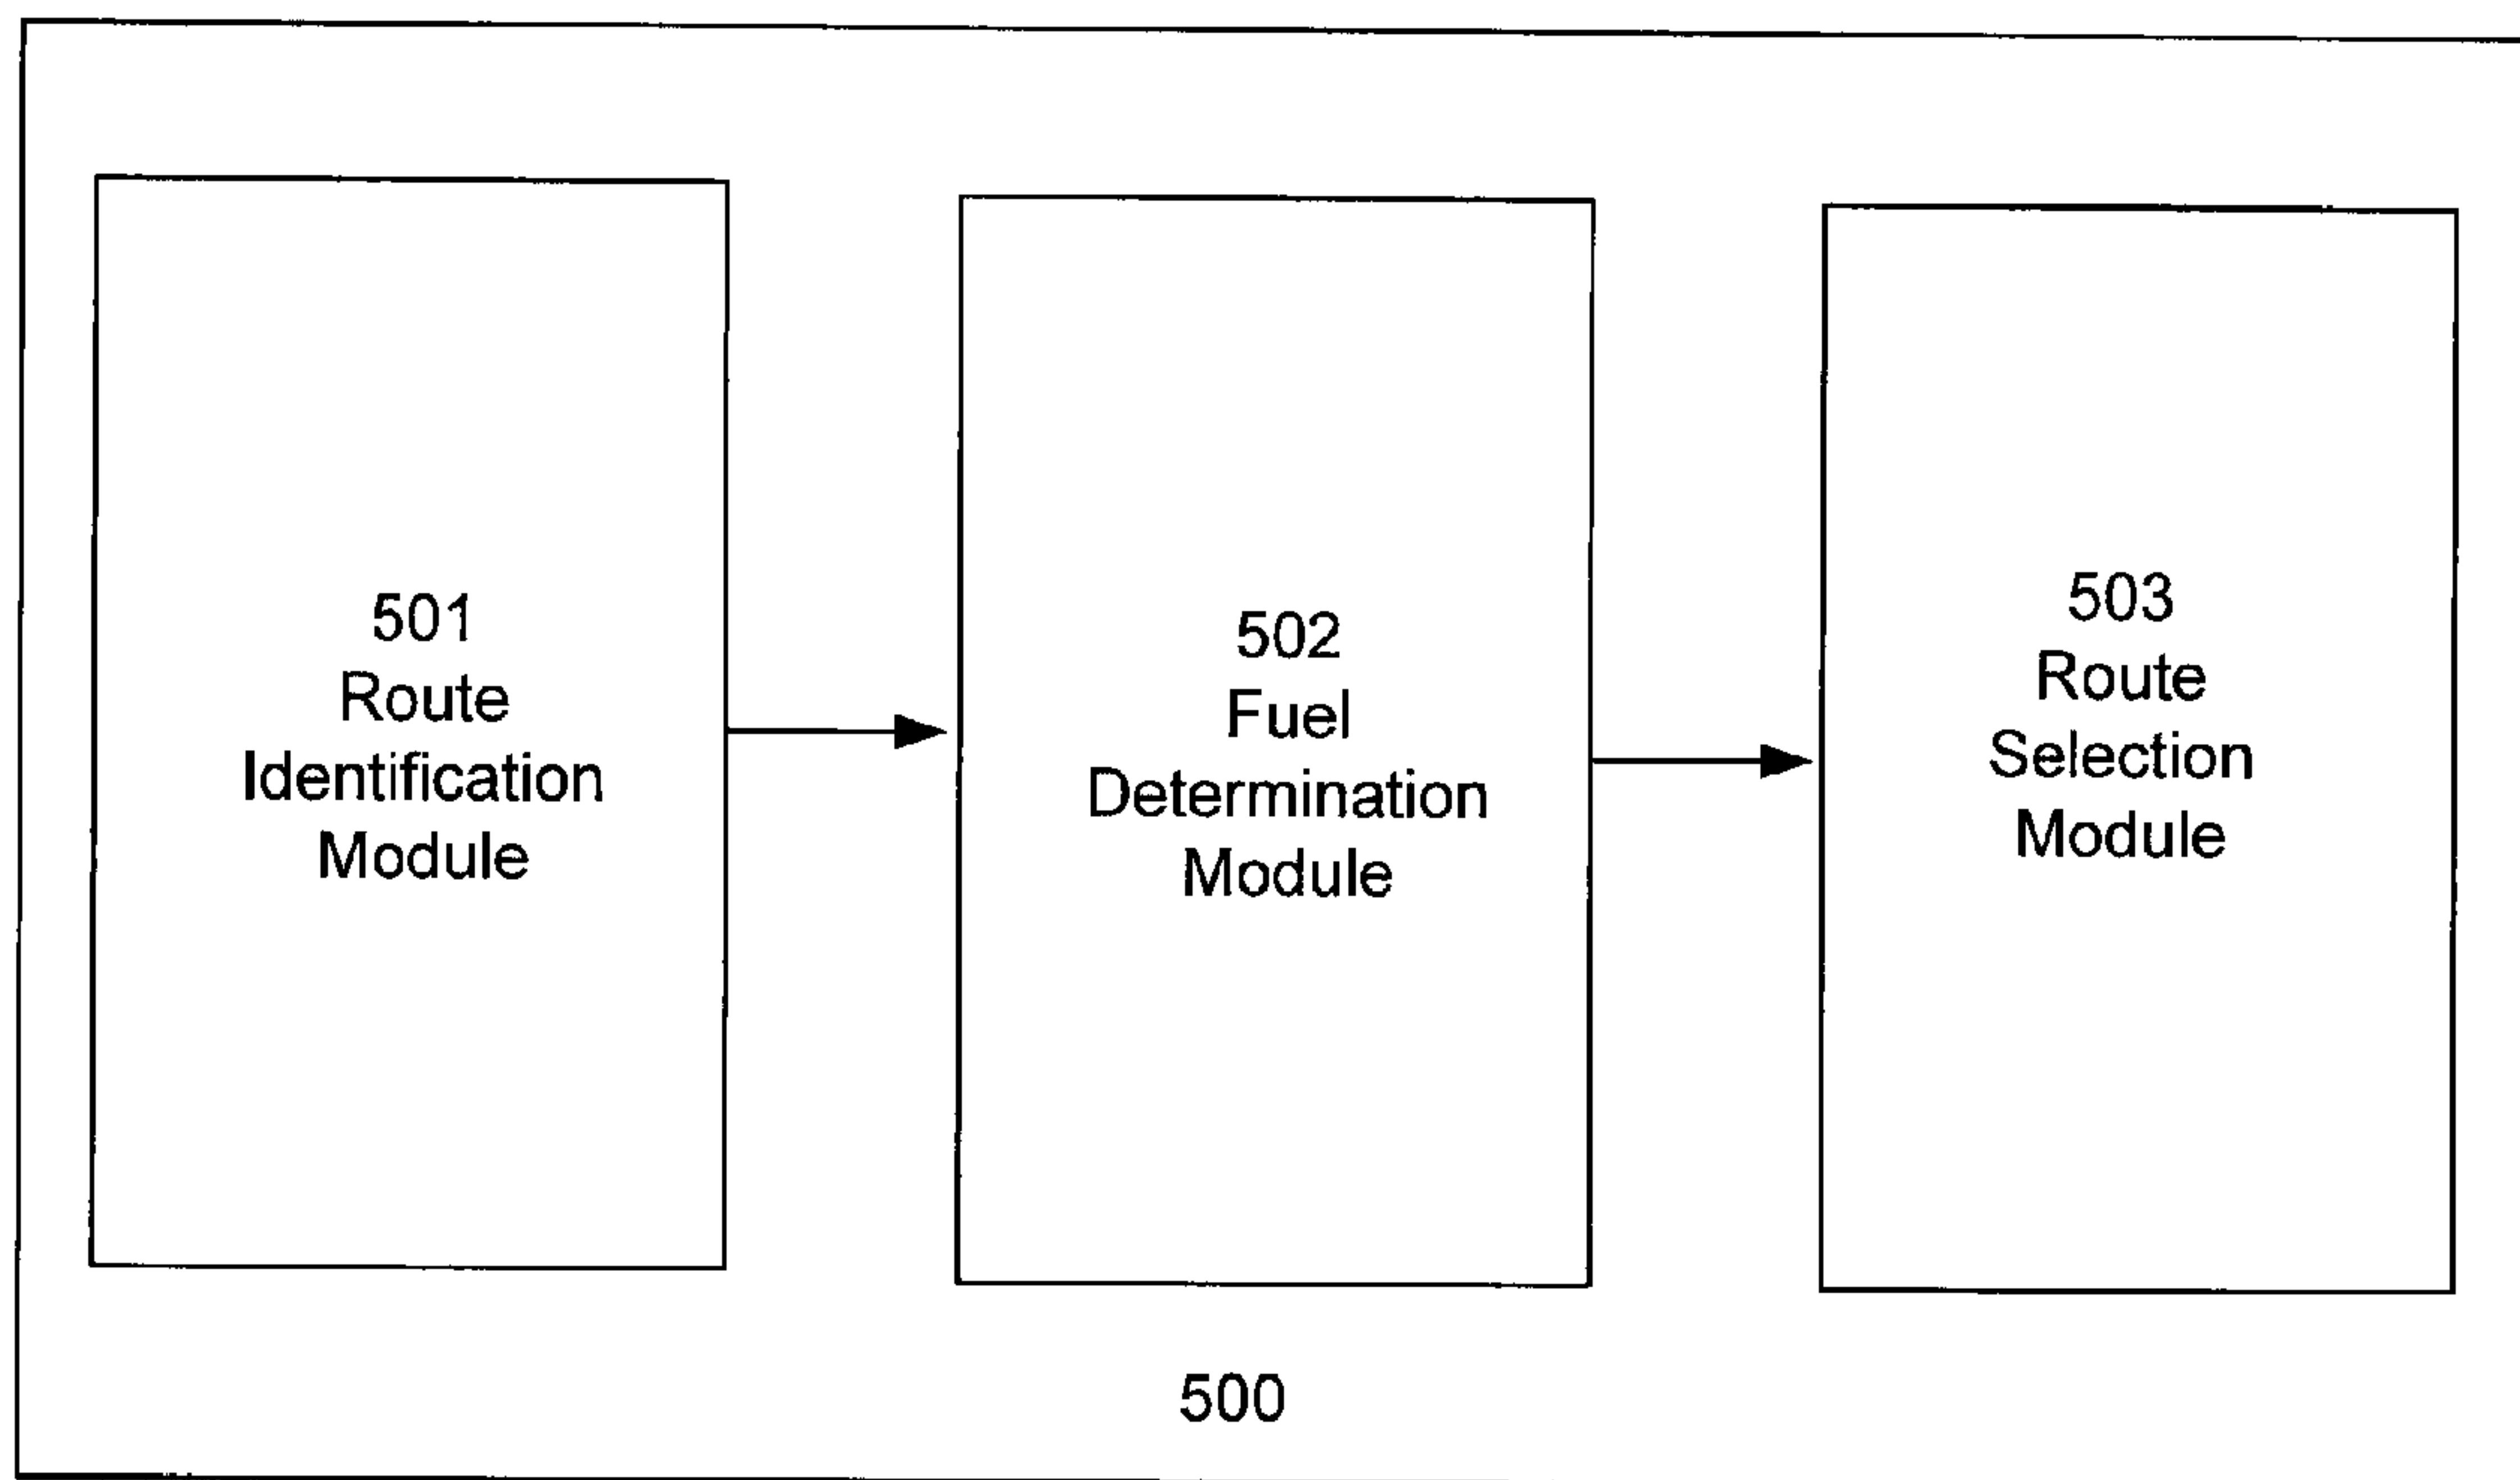 501
Route
Identification
Module
502
Fuel
Determination
Module
503
Route
Selection
Module
500